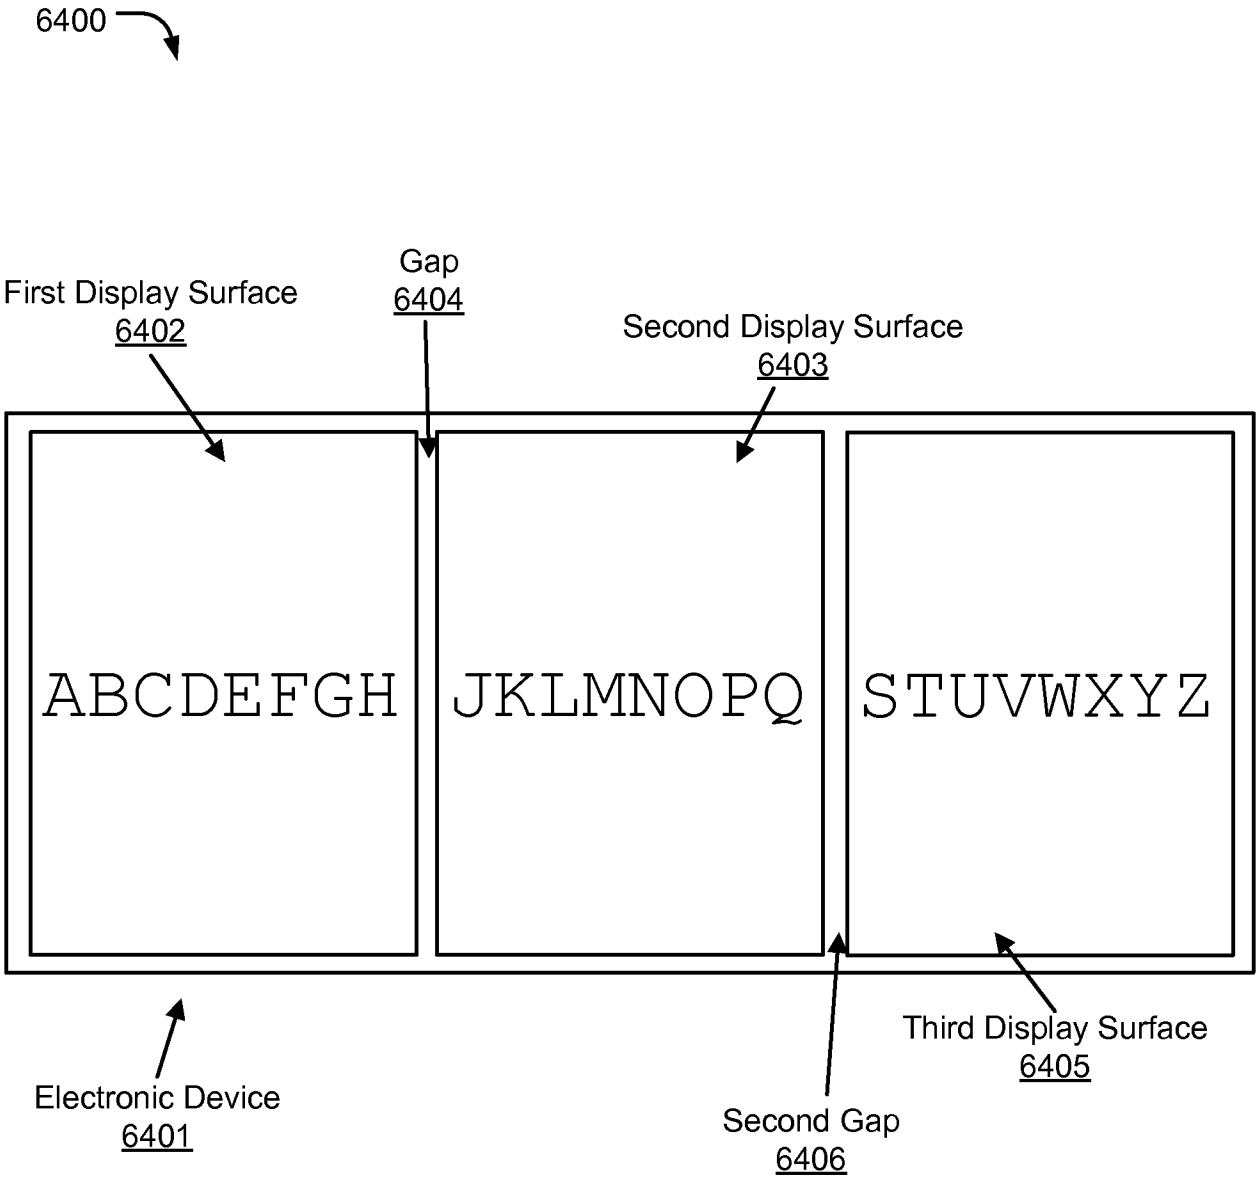 6400
Gap
6404
First Display Surface
6402
Second Display Surface
6403
ABCDEFGH
JKLMNOPQ
STUVWXYZ
Third Display Surface
6405
Electronic Device
6401
Second Gap
6406